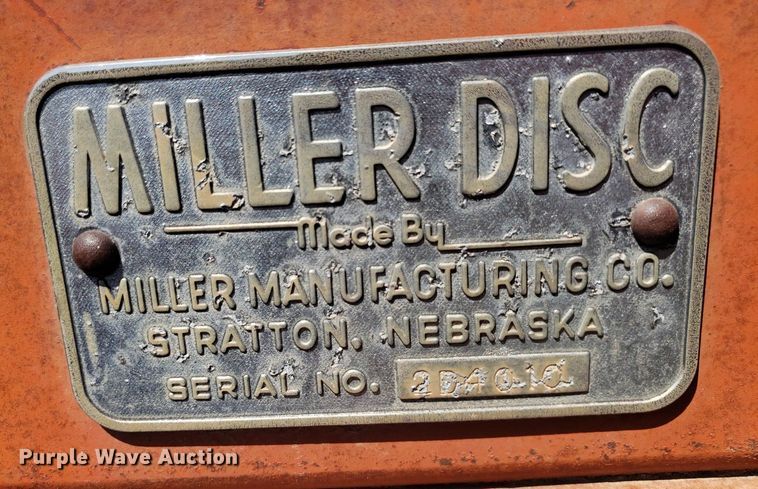 MILLER DISC
Made By
MILLER MANUFACTURING CO.
STRATTON, NEBRASKA
SERIAL NO.
Purple Wave Auction